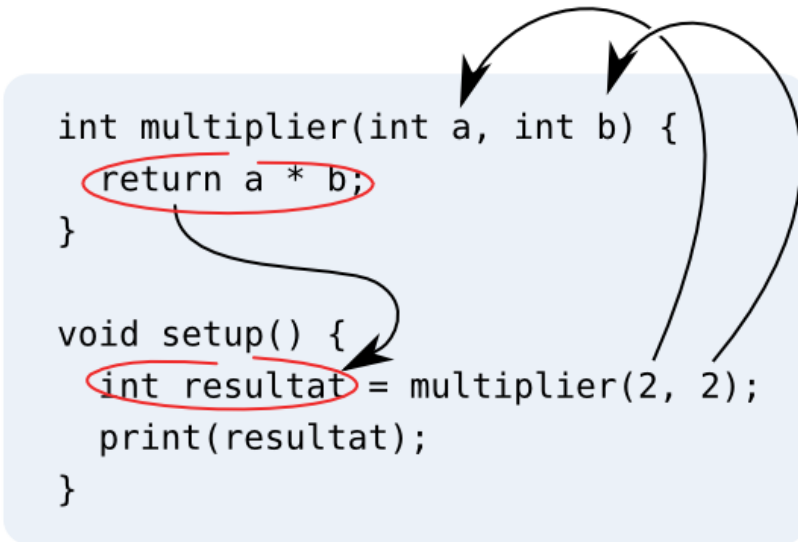 int multiplier(int a, int b) {
return a * b;
}
void setup() {
int resultat = multiplier(2, 2);
print(resultat);
}